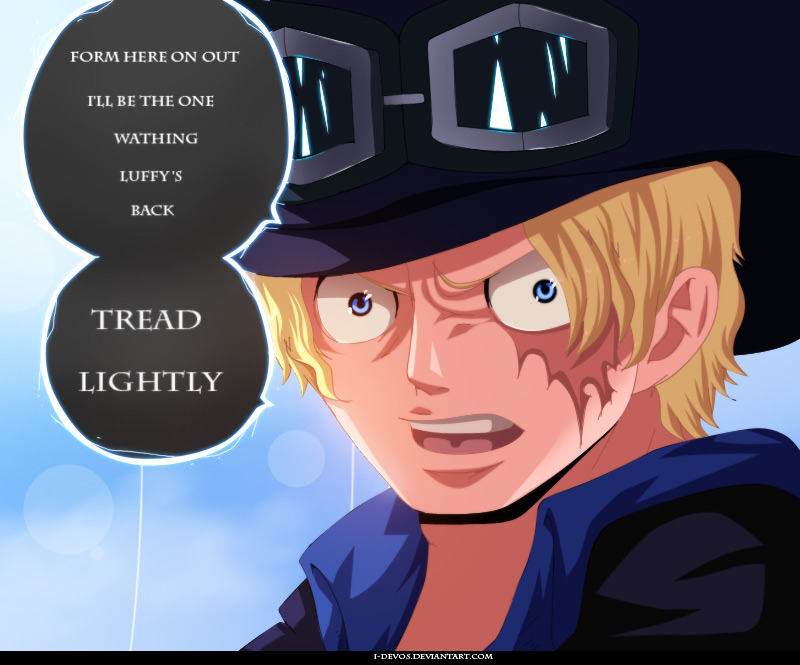 FORM HERE ON OUT
I'LL BE THE ONE
WATHING
LUFFY'S
BACK
TREAD
LIGHTLY
I-DEVOS.DEVIANTART.COM